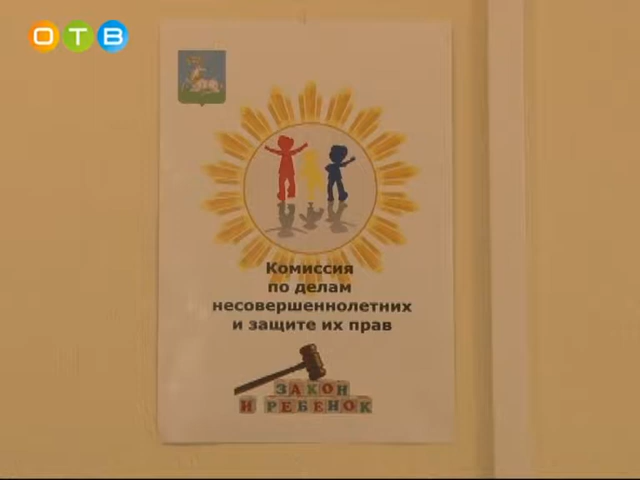 ОТВ
Комиссия
по делам
несовершеннолетних
и защите их прав
ЗАКОН
И РЕБЕНОК